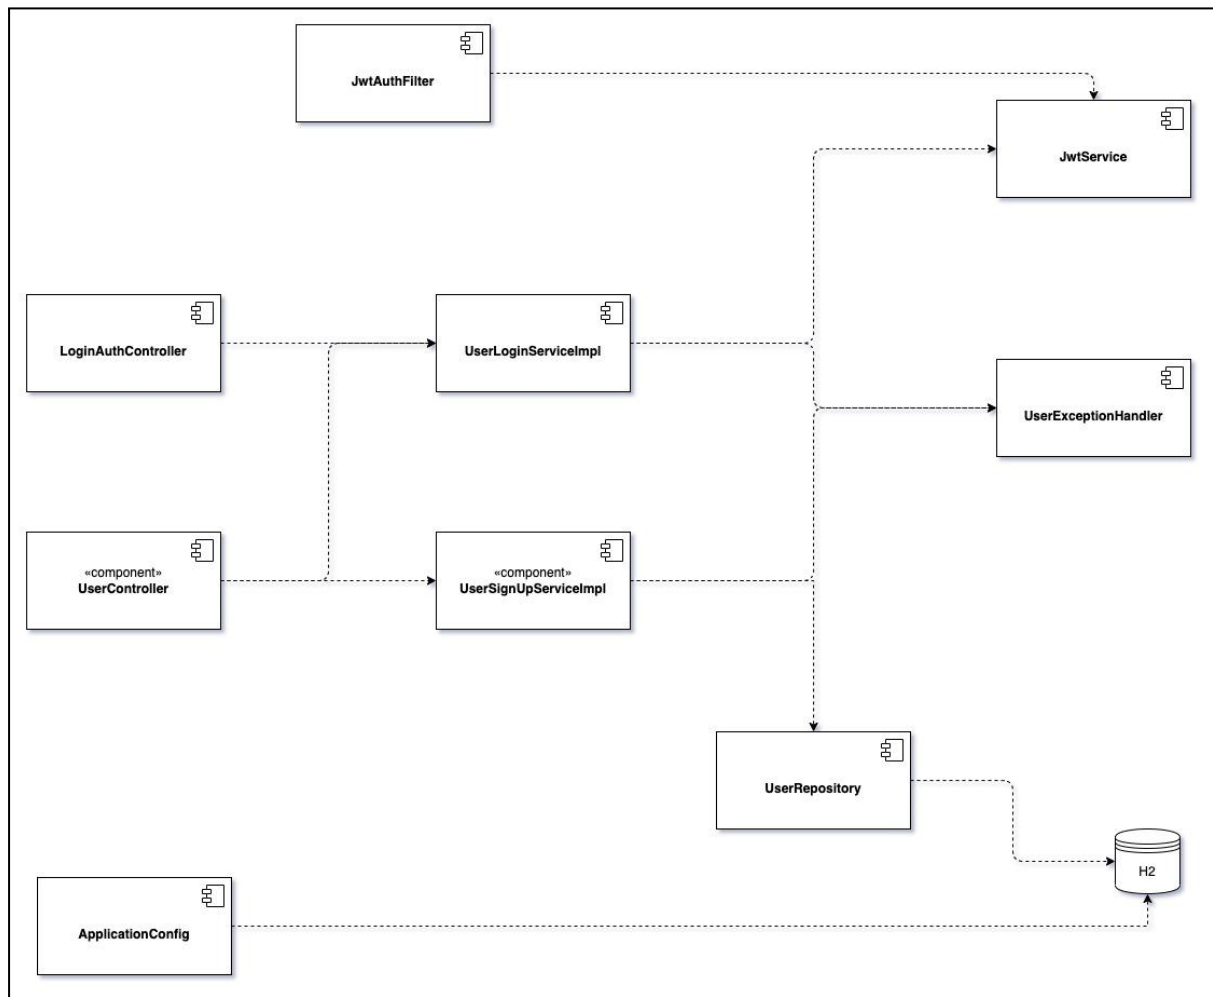 JwtAuthFilter
JwtService
LoginAuthController
UserLoginServiceImpl
UserExceptionHandler
«component»
UserController
«component»
UserSignUpServiceImpl
UserRepository
H2
ApplicationConfig